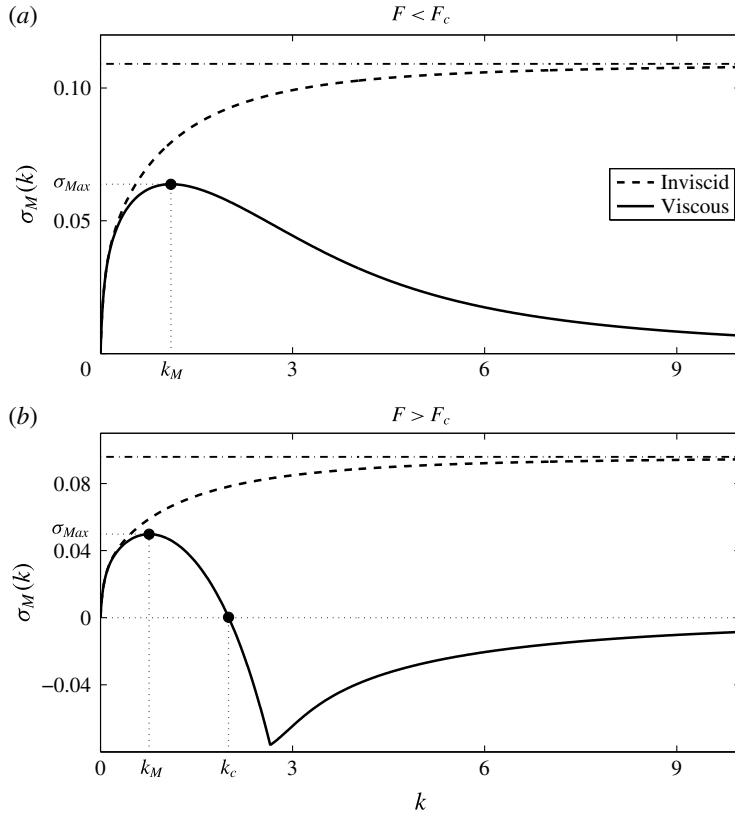 (a)
F < F_c
0.10
σ_Max
0.05
σ_M(k)
Inviscid
Viscous
0
k_M
3
6
9
(b)
F > F_c
0.08
σ_Max
0.04
0
−0.04
σ_M(k)
0
k_M
k_c
3
6
9
k